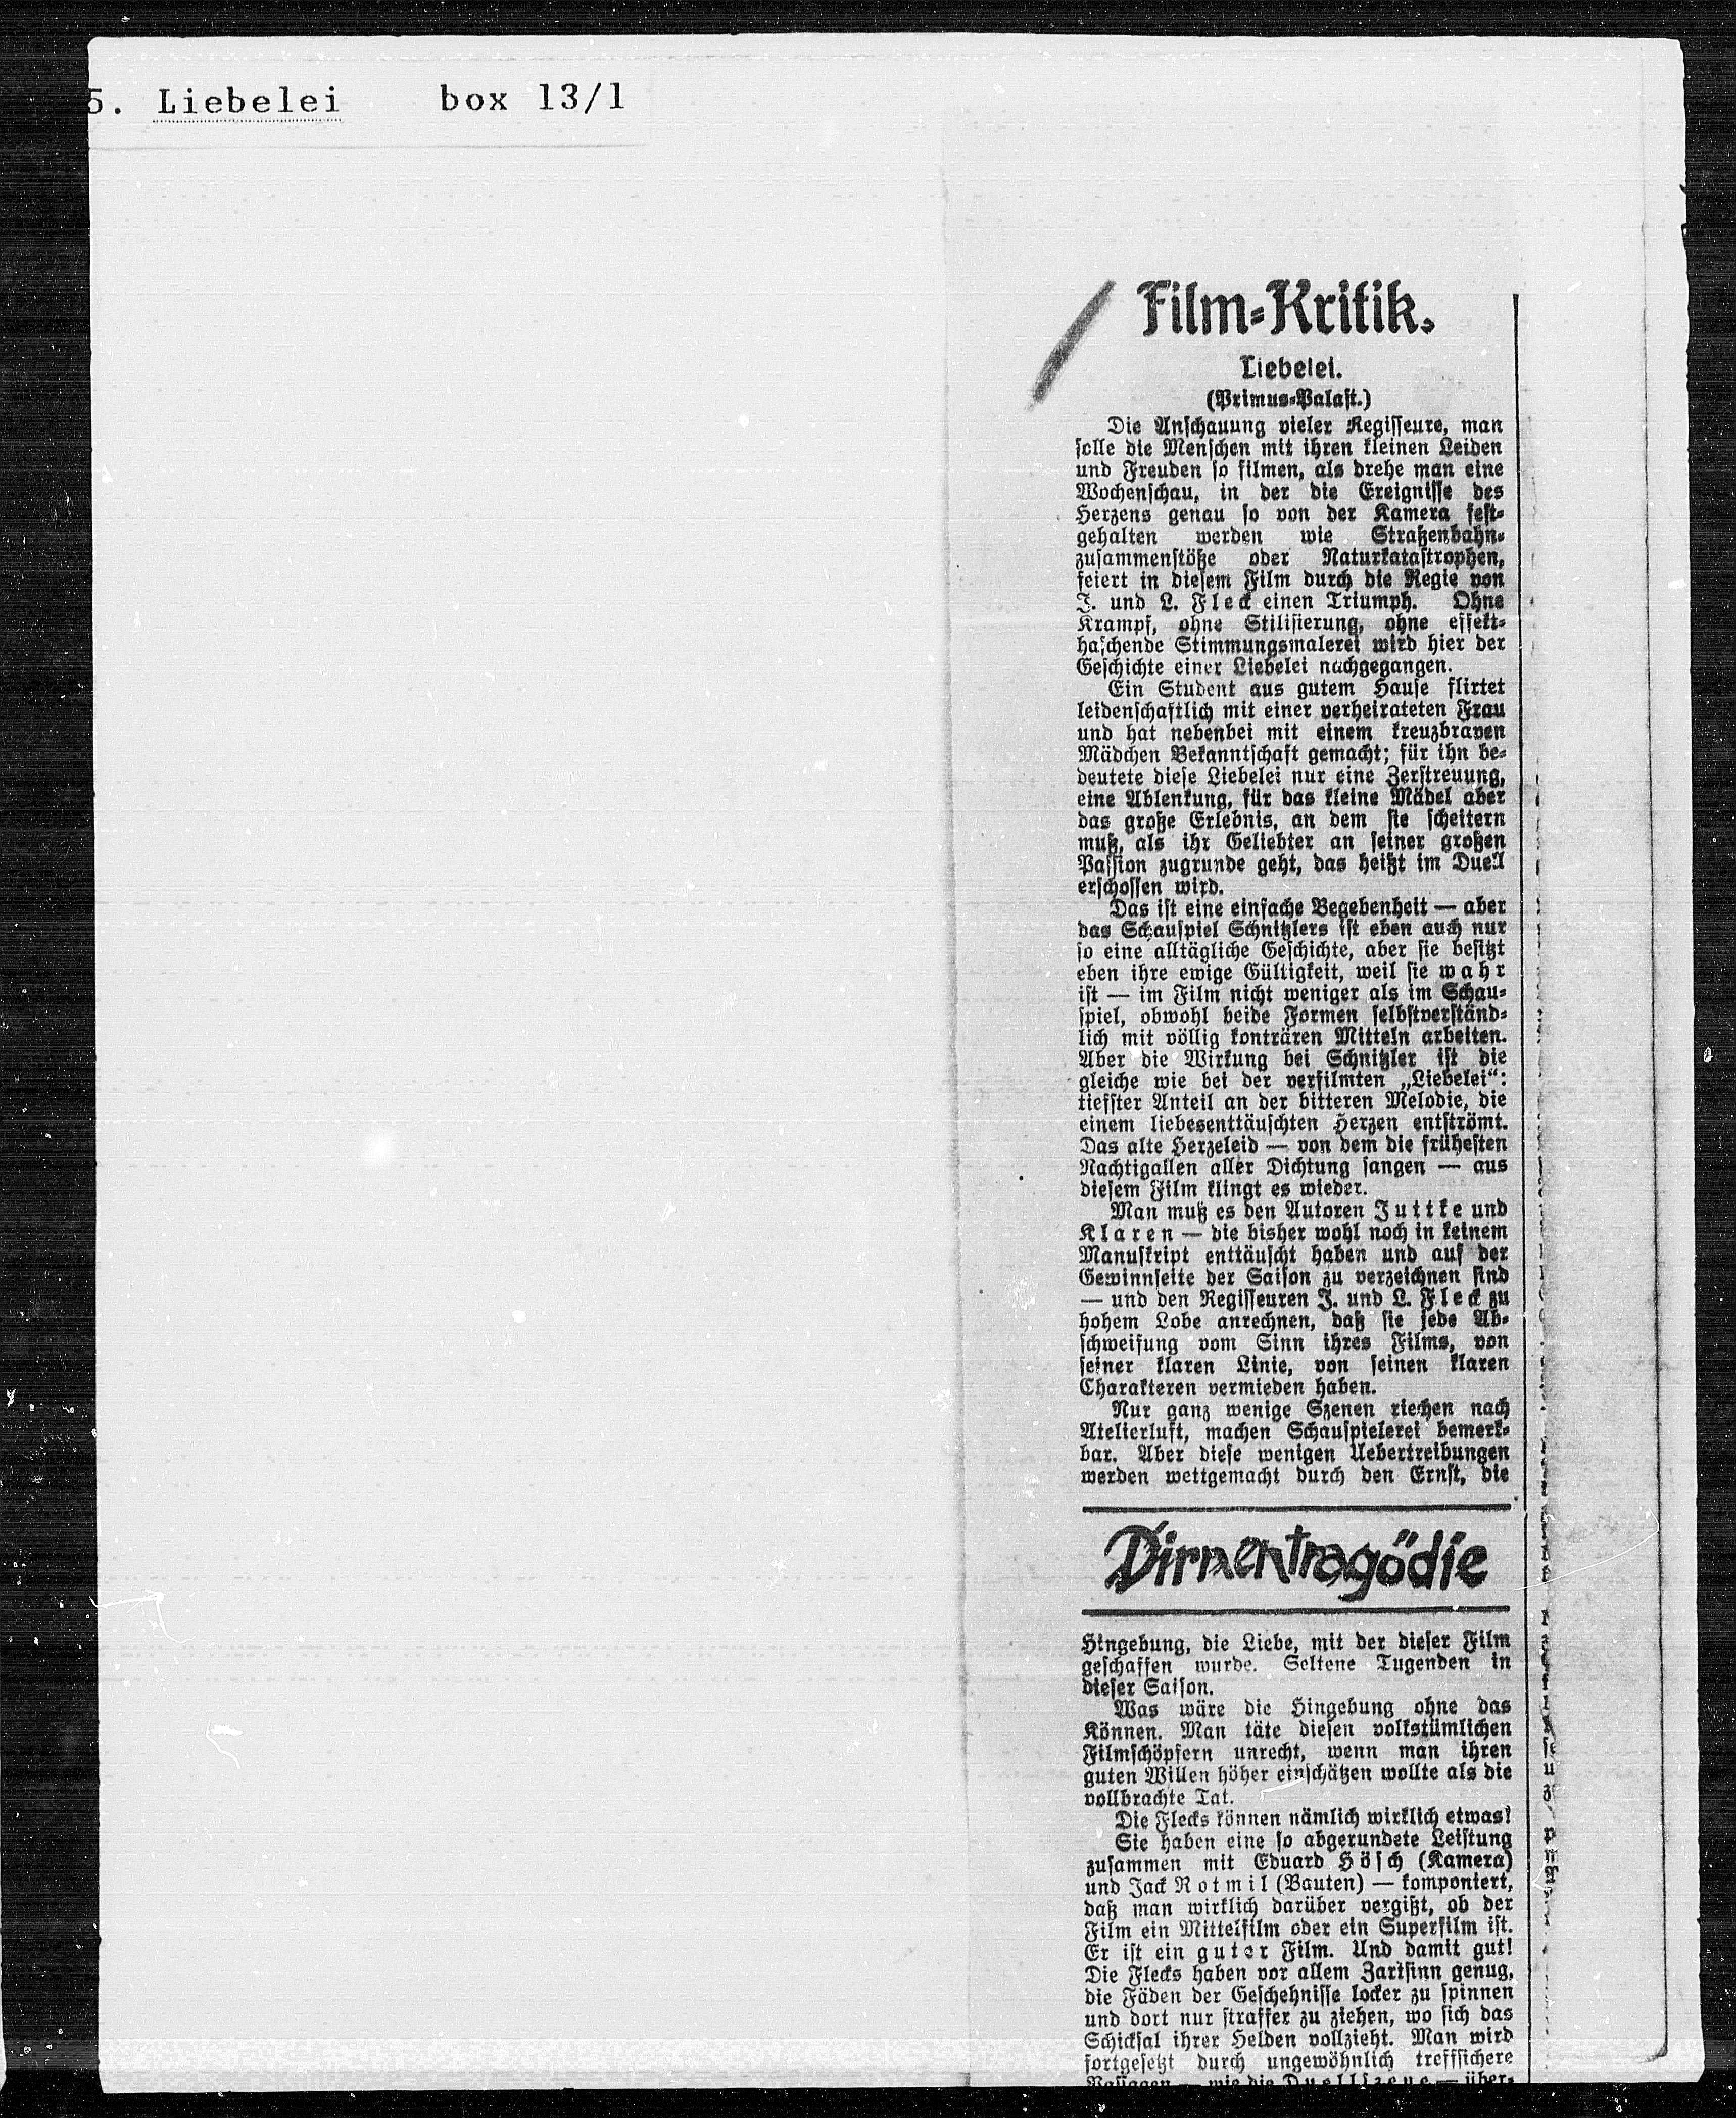 5. Liebelei box 13/1
Film-Kritik.
Liebelei.
(Primus-Palast.)
Die Anschauung vieler Regisseure, man
solle die Menschen mit ihren kleinen Leiden
und Freuden so filmen, als drehe man eine
Wochenschau, in der die Ereignisse des
Herzens genau so von der Kamera fest-
gehalten werden wie Straßenbahn-
zusammenstöße oder Naturkatastrophen,
feiert in diesem Film durch die Regie von
J. und L. Fleck einen Triumph. Ohne
Krampf, ohne Stilisierung, ohne effekt-
haschende Stimmungsmalerei wird hier der
Geschichte einer Liebelei nachgegangen.
Ein Student aus gutem Hause flirtet
leidenschaftlich mit einer verheirateten Frau
und hat nebenbei mit einem kreuzbraven
Mädchen Bekanntschaft gemacht; für ihn be-
deutete diese Liebelei nur eine Zerstreuung,
eine Ablenkung, für das kleine Mädel aber
das große Erlebnis, an dem sie scheitern
muß, als ihr Geliebter an seiner großen
Passion zugrunde geht, das heißt im Duell
erschossen wird.
Das ist eine einfache Begebenheit — aber
das Schauspiel Schnitzlers ist eben auch nur
so eine alltägliche Geschichte, aber sie besitzt
eben ihre ewige Gültigkeit, weil sie wahr
ist — im Film nicht weniger als im Schau-
spiel, obwohl beide Formen selbstverständ-
lich mit völlig konträren Mitteln arbeiten.
Aber die Wirkung bei Schnitzler ist die
gleiche wie bei der verfilmten „Liebelei“:
tiefster Anteil an der bitteren Melodie, die
einem liebesenttäuschten Herzen entströmt.
Das alte Herzeleid — von dem die frühesten
Nachtigallen aller Dichtung sangen — aus
diesem Film klingt es wieder.
Man muß es den Autoren Juttke und
Klaren — die bisher wohl noch in keinem
Manuskript enttäuscht haben und auf der
Gewinnseite der Saison zu verzeichnen sind
— und den Regisseuren J. und L. Fleck zu
hohem Lobe anrechnen, daß sie jede Ab-
schweifung vom Sinn ihres Films, von
seiner klaren Linie, von seinen klaren
Charakteren vermieden haben.
Nur ganz wenige Szenen riechen nach
Atelierluft, machen Schauspielerei bemerk-
bar. Aber diese wenigen Uebertreibungen
werden wettgemacht durch den Ernst, die
Dirnentragödie
Hingebung, die Liebe, mit der dieser Film
geschaffen wurde. Seltene Tugenden in
dieser Saison.
Was wäre die Hingebung ohne das
Können. Man täte diesen volkstümlichen
Filmschöpfern unrecht, wenn man ihren
guten Willen höher einschätzen wollte als die
vollbrachte Tat.
Die Flecks können nämlich wirklich etwas!
Sie haben eine so abgerundete Leistung
zusammen mit Eduard Hösch (Kamera)
und Jack Rotmil (Bauten) — komponiert,
daß man wirklich darüber vergißt, ob der
Film ein Mittelfilm oder ein Superfilm ist.
Er ist ein guter Film. Und damit gut!
Die Flecks haben vor allem Zartsinn genug,
die Fäden der Geschehnisse locker zu spinnen
und dort nur straffer zu ziehen, wo sich das
Schicksal ihrer Helden vollzieht. Man wird
fortgesetzt durch ungewöhnlich treffsichere
Passagen — wie die Duellszene — über-